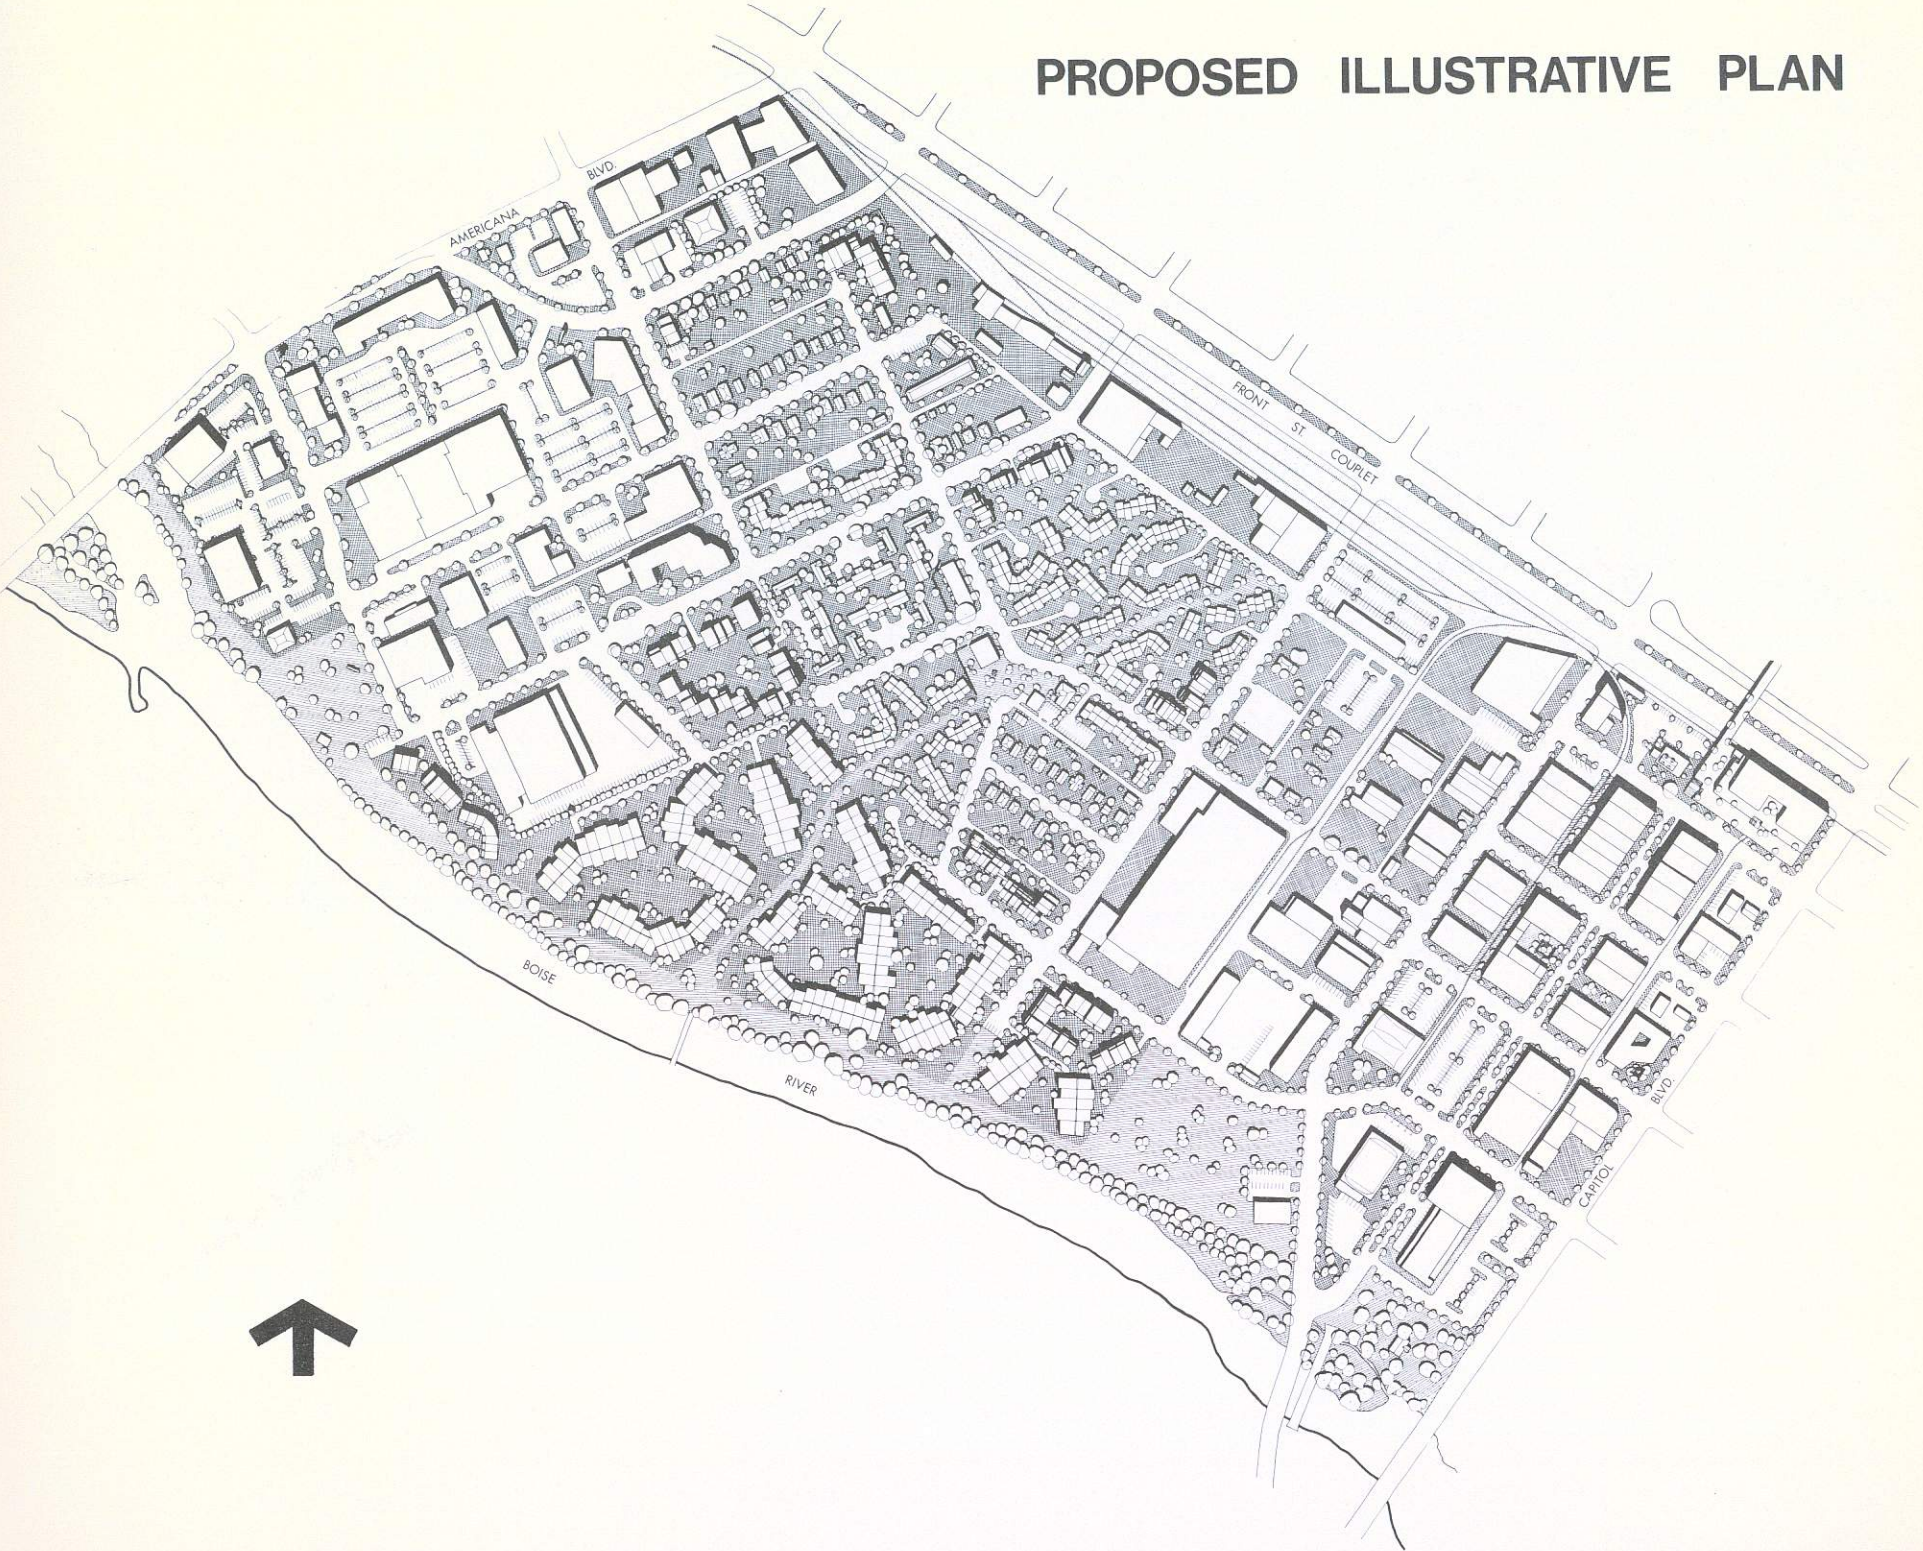 PROPOSED ILLUSTRATIVE PLAN
BLVD.
AMERICANA
FRONT
ST.
COUPLET
BOISE
RIVER
BLVD.
CAPITOL